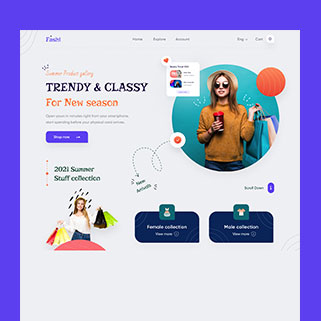 Fashi
Home Explore Account Eng Cart
Summer Product gallery
TRENDY & CLASSY
For New season
Shop now
2021 Summer
Stuff collection
New
Arrivals
Scroll Down
Female collection
View more
Male collection
View more